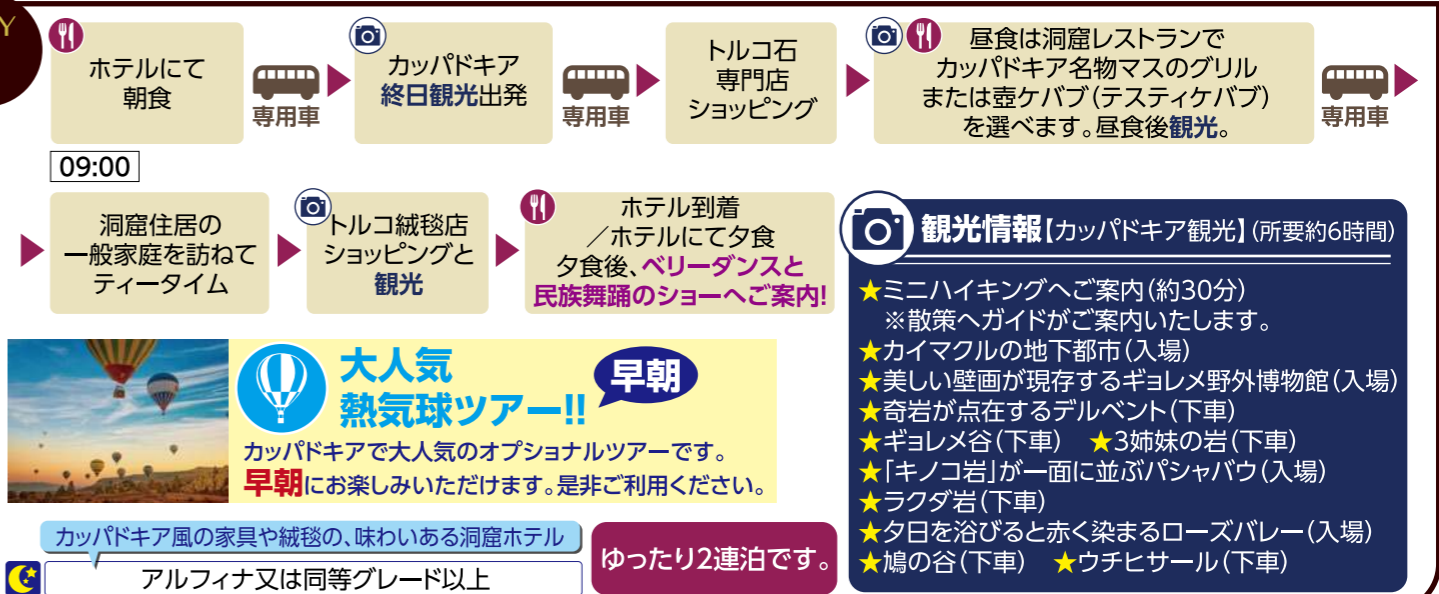 Y
ホテルにて
朝食
専用車
カッパドキア
終日観光出発
専用車
トルコ石
専門店
ショッピング
昼食は洞窟レストランで
カッパドキア名物マスのグリル
または壺ケバブ(テスティケバブ)
を選べます。昼食後観光。
専用車
09:00
洞窟住居の
一般家庭を訪ねて
ティータイム
トルコ絨毯店
ショッピングと
観光
ホテル到着
／ホテルにて夕食
夕食後、ベリーダンスと
民族舞踊のショーへご案内!
観光情報【カッパドキア観光】(所要約6時間)
★ミニハイキングへご案内(約30分)
※散策へガイドがご案内いたします。
★カイマクルの地下都市(入場)
★美しい壁画が現存するギョレメ野外博物館(入場)
★奇岩が点在するデルベント(下車)
★ギョレメ谷(下車) ★3姉妹の岩(下車)
★「キノコ岩」が一面に並ぶパシャバウ(入場)
★ラクダ岩(下車)
★夕日を浴びると赤く染まるローズバレー(入場)
★鳩の谷(下車) ★ウチヒサール(下車)
大人気
熱気球ツアー!!
早朝
カッパドキアで大人気のオプショナルツアーです。
早朝にお楽しみいただけます。是非ご利用ください。
カッパドキア風の家具や絨毯の、味わいある洞窟ホテル
アルフィナ又は同等グレード以上
ゆったり2連泊です。